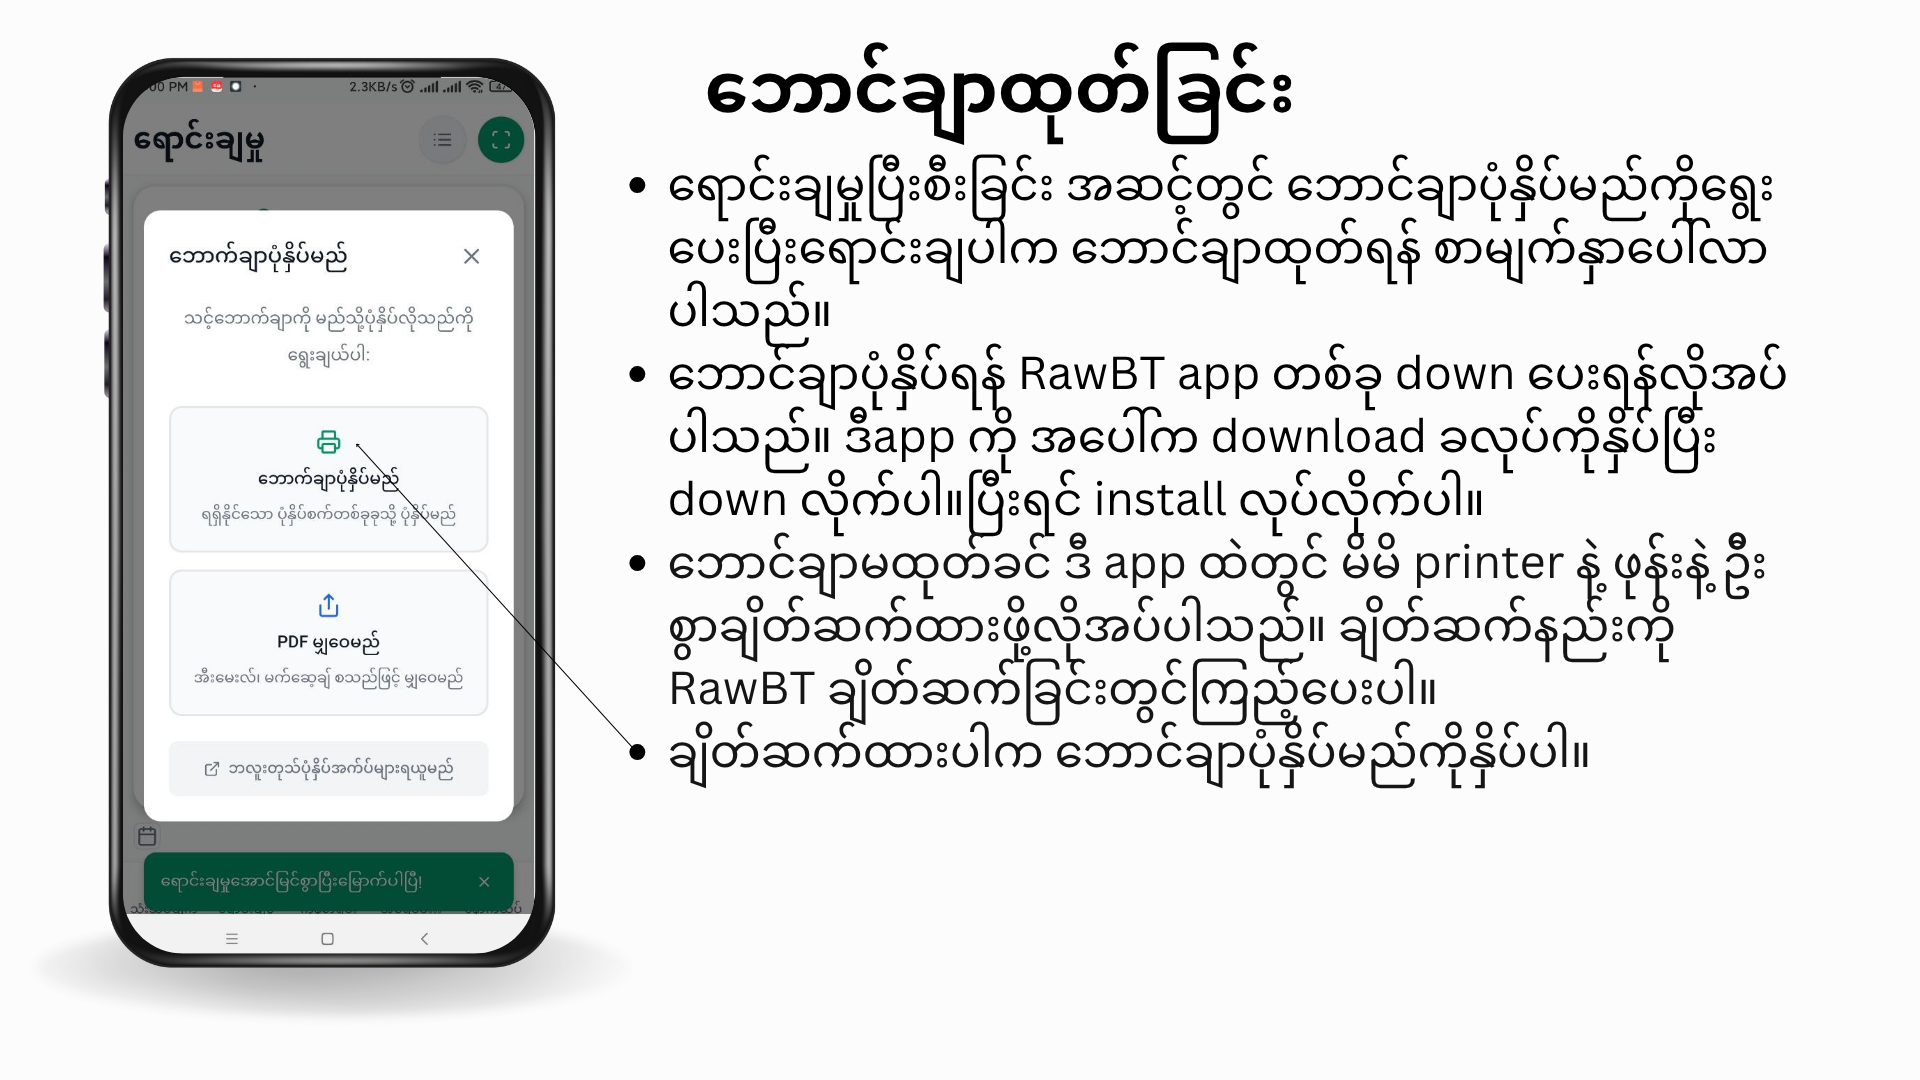 ဘောင်ချာထုတ်ခြင်း
ရောင်းချမှုပြီးစီးခြင်း အဆင့်တွင် ဘောင်ချာပုံနှိပ်မည်ကိုရွေး
ပေးပြီးရောင်းချပါက ဘောင်ချာထုတ်ရန် စာမျက်နှာပေါ်လာ
ပါသည်။
ဘောင်ချာပုံနှိပ်ရန် RawBT app တစ်ခု down ပေးရန်လိုအပ်
ပါသည်။ ဒီapp ကို အပေါ်က download ခလုပ်ကိုနှိပ်ပြီး
down လိုက်ပါ။ပြီးရင် install လုပ်လိုက်ပါ။
ဘောင်ချာမထုတ်ခင် ဒီ app ထဲတွင် မိမိ printer နဲ့ ဖုန်းနဲ့ ဦး
စွာချိတ်ဆက်ထားဖို့လိုအပ်ပါသည်။ ချိတ်ဆက်နည်းကို
RawBT ချိတ်ဆက်ခြင်းတွင်ကြည့်ပေးပါ။
ချိတ်ဆက်ထားပါက ဘောင်ချာပုံနှိပ်မည်ကိုနှိပ်ပါ။
00 PM
2.3KB/s
ရောင်းချမှု
ဘောက်ချာပုံနှိပ်မည်
သင့်ဘောက်ချာကို မည်သို့ပုံနှိပ်လိုသည်ကို
ရွေးချယ်ပါ:
ဘောက်ချာပုံနှိပ်မည်
ရရှိနိုင်သော ပုံနှိပ်စက်တစ်ခုခုသို့ ပုံနှိပ်မည်
PDF မျှဝေမည်
အီးမေးလ်၊ မက်ဆေ့ချ် စသည်ဖြင့် မျှဝေမည်
ဘလူးတုသ်ပုံနှိပ်အက်ပ်များရယူမည်
ရောင်းချမှုအောင်မြင်စွာပြီးမြောက်ပါပြီ!